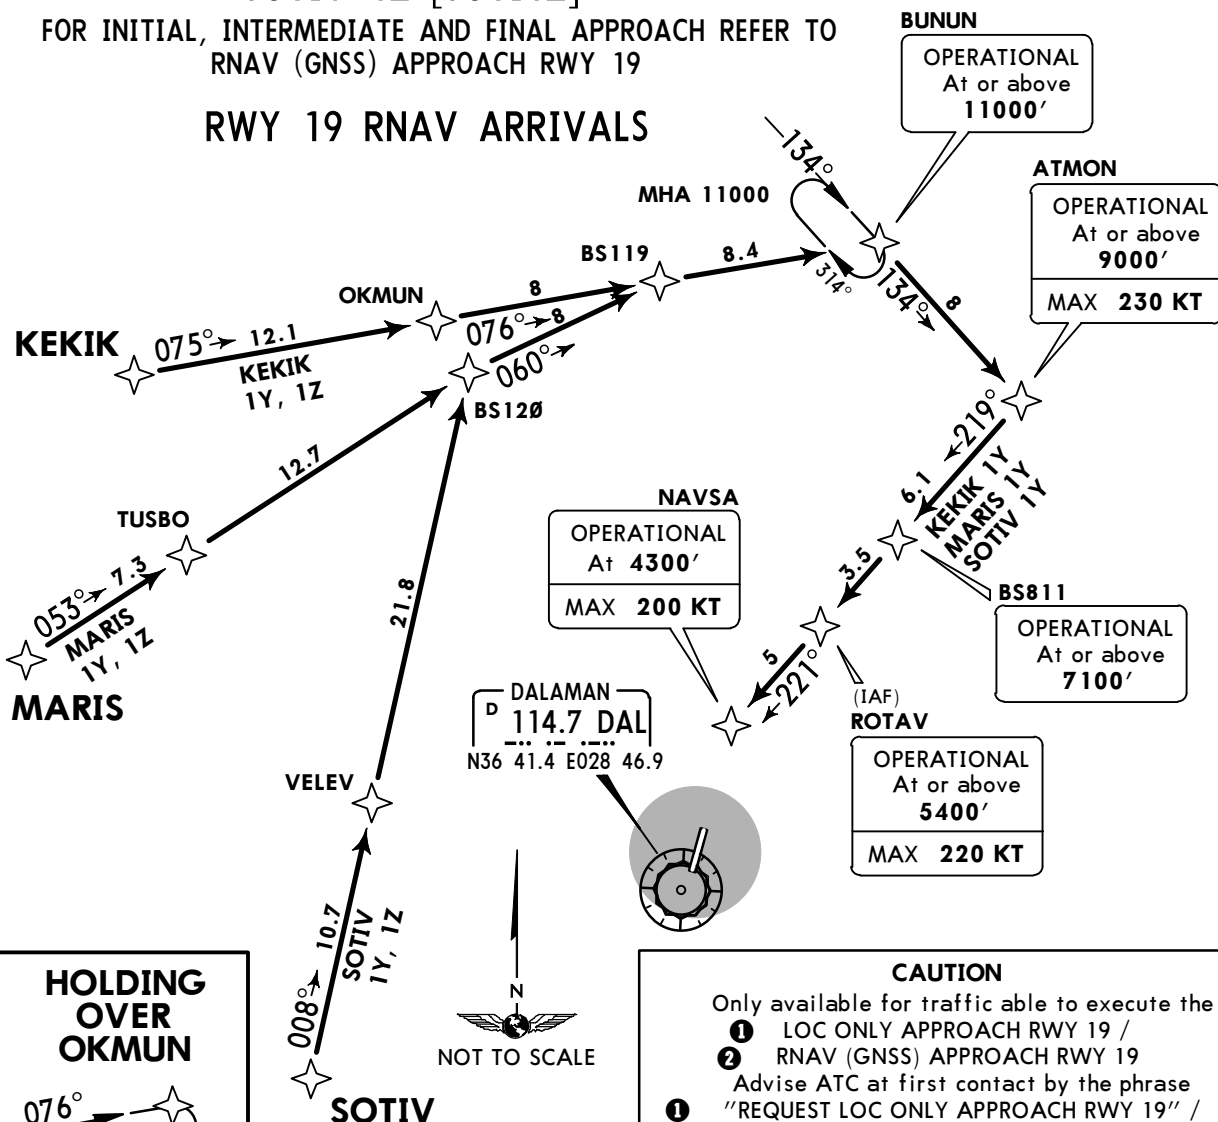 FOR INITIAL, INTERMEDIATE AND FINAL APPROACH REFER TO
RNAV (GNSS) APPROACH RWY 19
RWY 19 RNAV ARRIVALS
BUNUN
OPERATIONAL
At or above
11000'
134°
MHA 11000
314°
ATMON
OPERATIONAL
At or above
9000'
MAX 230 KT
BS119
8.4
134°
8
OKMUN
8
076°
8
060°
KEKIK
075°
12.1
KEKIK
1Y, 1Z
BS120
12.7
TUSBO
053°
7.3
MARIS
1Y, 1Z
MARIS
21.8
219°
6.1
KEKIK 1Y
MARIS 1Y
SOTIV 1Y
NAVSA
OPERATIONAL
At 4300'
MAX 200 KT
3.5
BS811
OPERATIONAL
At or above
7100'
5
221°
(IAF)
ROTAV
OPERATIONAL
At or above
5400'
MAX 220 KT
DALAMAN
D 114.7 DAL
N36 41.4 E028 46.9
VELEV
10.7
008°
SOTIV
1Y, 1Z
SOTIV
N
NOT TO SCALE
HOLDING
OVER
OKMUN
076°
CAUTION
Only available for traffic able to execute the
1 LOC ONLY APPROACH RWY 19 /
2 RNAV (GNSS) APPROACH RWY 19
Advise ATC at first contact by the phrase
1 "REQUEST LOC ONLY APPROACH RWY 19" /